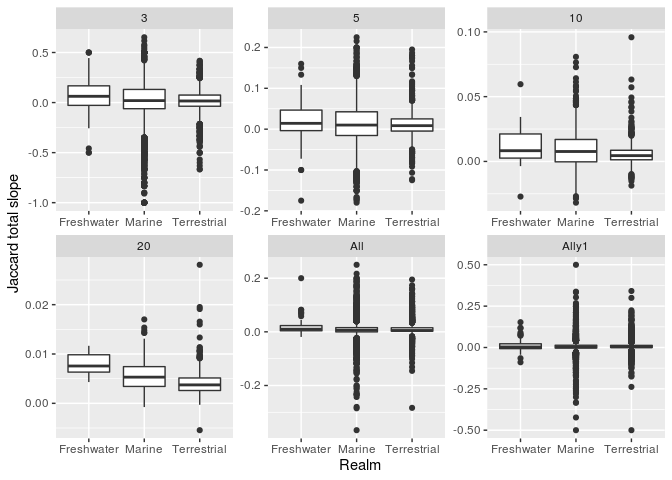 3 5 10
0.5 0.2 0.10
0.0 0.1 0.05
-0.5 0.0 0.00
-1.0 -0.1
-0.2
Freshwater Marine Terrestrial Freshwater Marine Terrestrial Freshwater Marine Terrestrial
Jaccard total slope
20 All Ally1
0.02 0.2 0.50
0.01 0.0 0.25
0.00 -0.2 0.00
-0.25
-0.50
Freshwater Marine Terrestrial Freshwater Marine Terrestrial Freshwater Marine Terrestrial
Realm